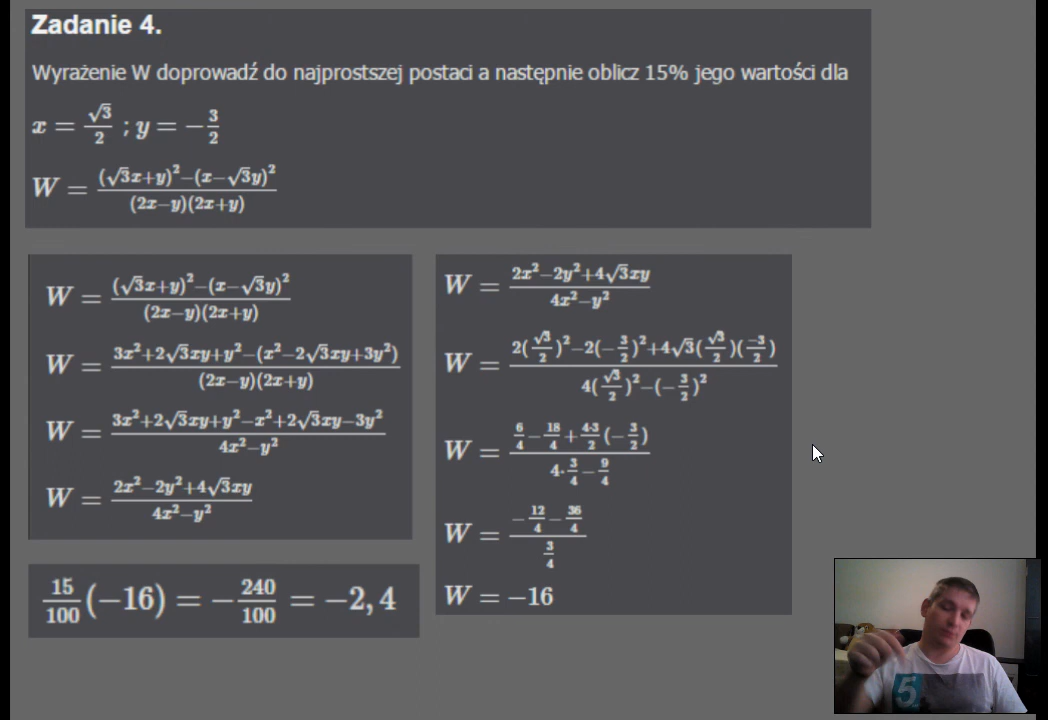 Zadanie 4.
Wyrażenie W doprowadź do najprostszej postaci a następnie oblicz 15% jego wartości dla
x = √3/2 ; y = −3/2
W = (√3x+y)²−(x−√3y)² / (2x−y)(2x+y)
W = (√3x+y)²−(x−√3y)² / (2x−y)(2x+y)
W = 3x²+2√3xy+y²−(x²−2√3xy+3y²) / (2x−y)(2x+y)
W = 3x²+2√3xy+y²−x²+2√3xy−3y² / 4x²−y²
W = 2x²−2y²+4√3xy / 4x²−y²
W = 2x²−2y²+4√3xy / 4x²−y²
W = 2(√3/2)²−2(−3/2)²+4√3(√3/2)(−3/2) / 4(√3/2)²−(−3/2)²
W = 6/4−18/4+4·3/2(−3/2) / 4·3/4−9/4
W = −12/4−36/4 / 3/4
W = −16
15/100(−16) = −240/100 = −2,4
5